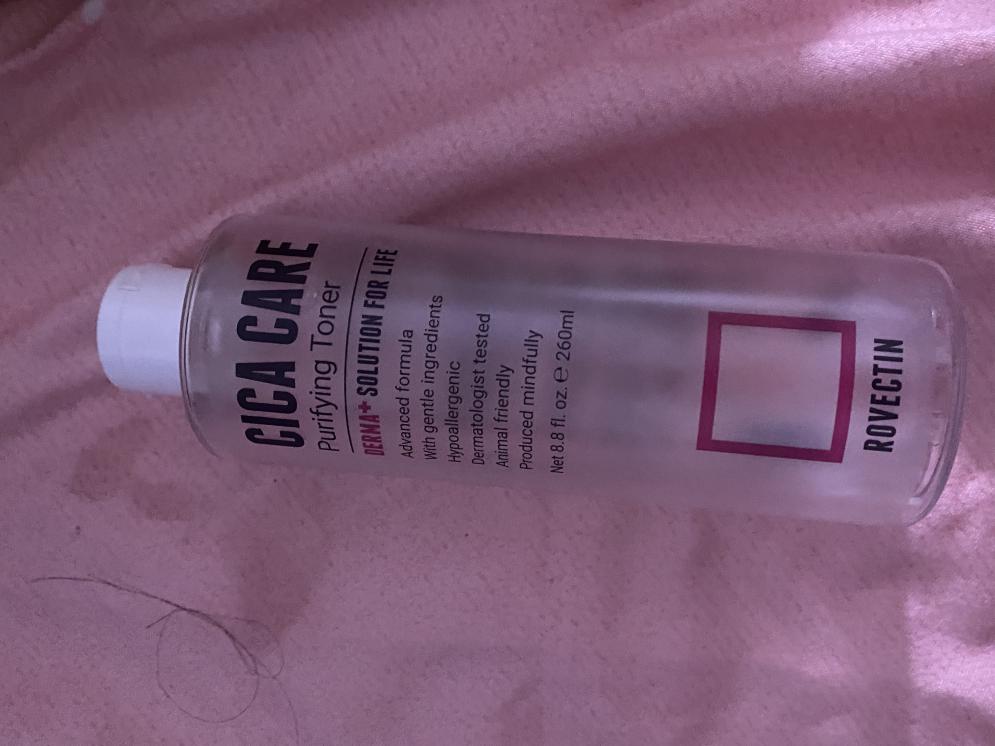 CICA CARE
Purifying Toner
DERMA+ SOLUTION FOR LIFE
Advanced formula
With gentle ingredients
Hypoallergenic
Dermatologist tested
Animal friendly
Produced mindfully
Net 8.8 fl. oz. e 260ml
ROVECTIN